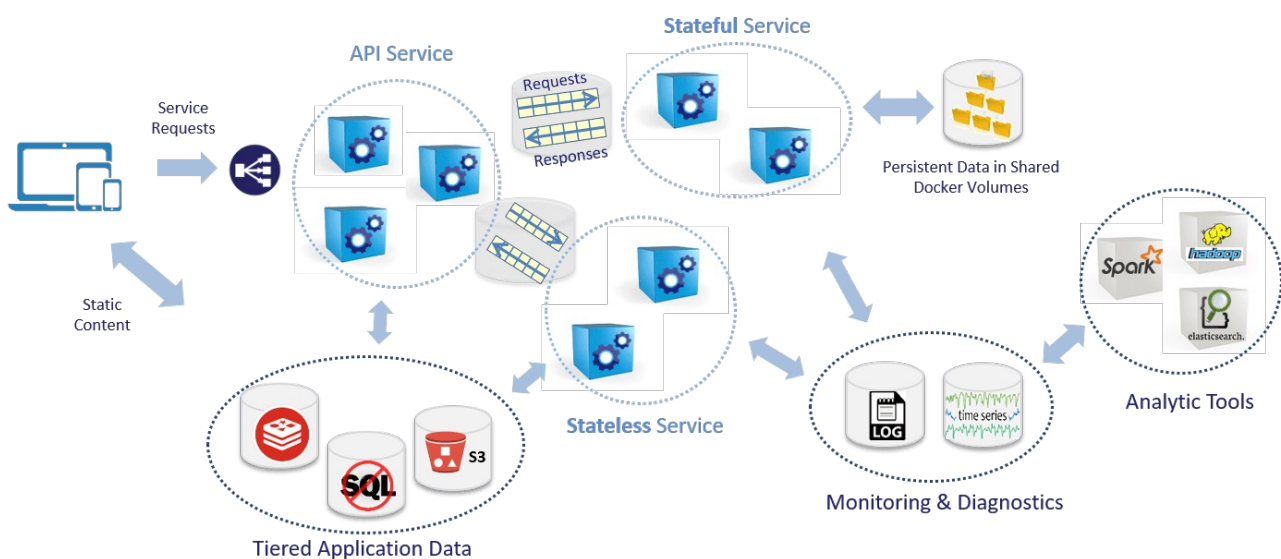 Stateful Service
API Service
Requests
Responses
Service
Requests
Persistent Data in Shared
Docker Volumes
Spark
hadoop
elasticsearch.
Static
Content
Stateless Service
LOG
time series
Analytic Tools
SQL
S3
Monitoring & Diagnostics
Tiered Application Data